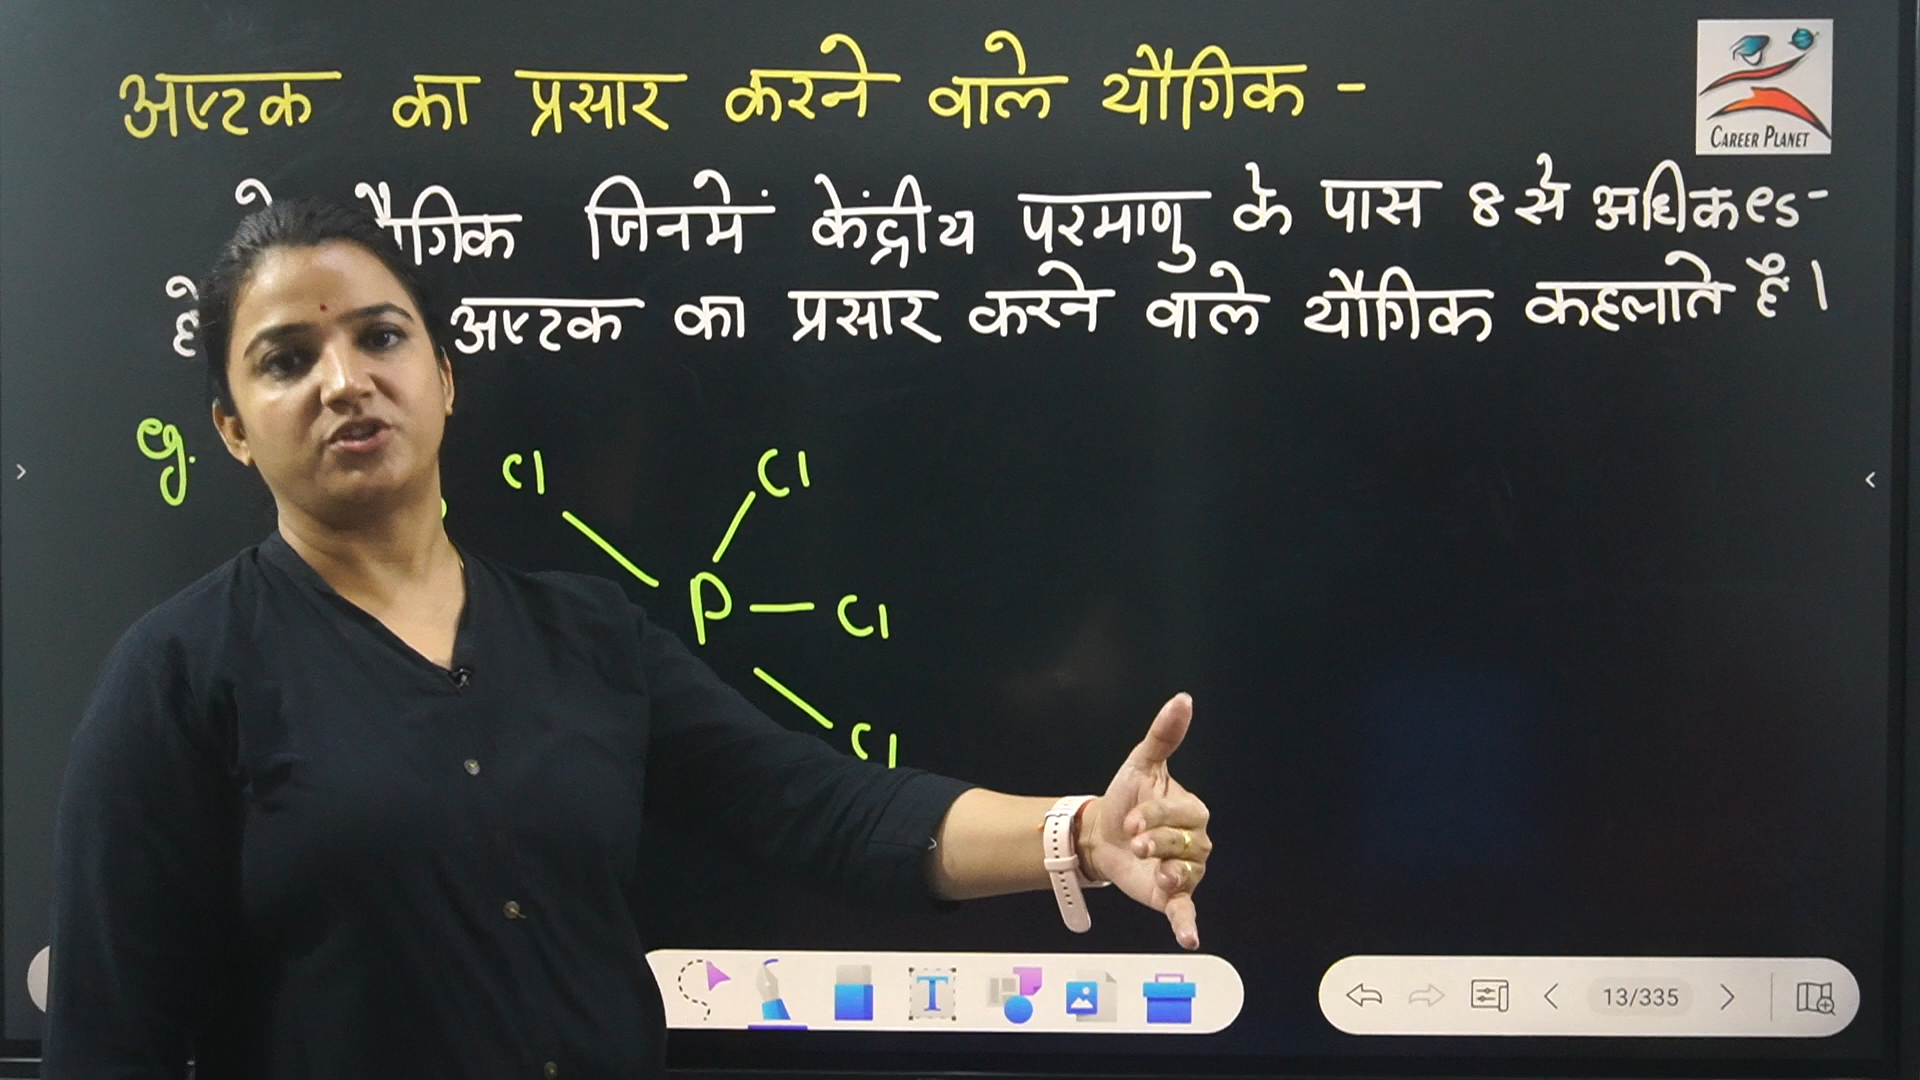 अष्टक का प्रसार करने वाले यौगिक -
CAREER PLANET
यौगिक जिनमें केंद्रीय परमाणु के पास 8 से अधिक es-
अष्टक का प्रसार करने वाले यौगिक कहलाते हैं।
eg.
Cl Cl
P Cl
Cl
T
13/335